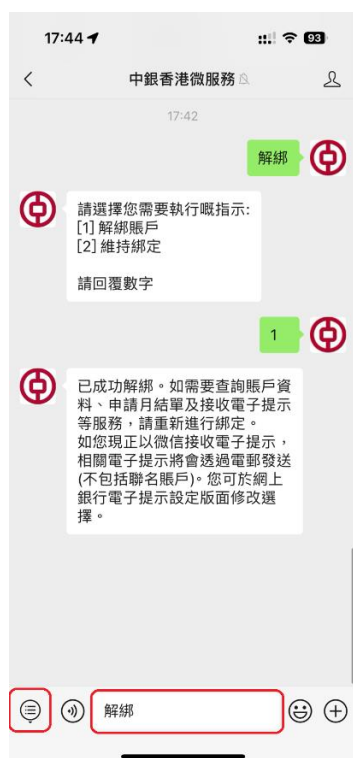 17:44
93
中銀香港微服務
17:42
解綁
請選擇您需要執行嘅指示:
[1] 解綁賬戶
[2] 維持綁定
請回覆數字
1
已成功解綁。如需要查詢賬戶資
料、申請月結單及接收電子提示
等服務，請重新進行綁定。
如您現正以微信接收電子提示，
相關電子提示將會透過電郵發送
(不包括聯名賬戶)。您可於網上
銀行電子提示設定版面修改選
擇。
解綁